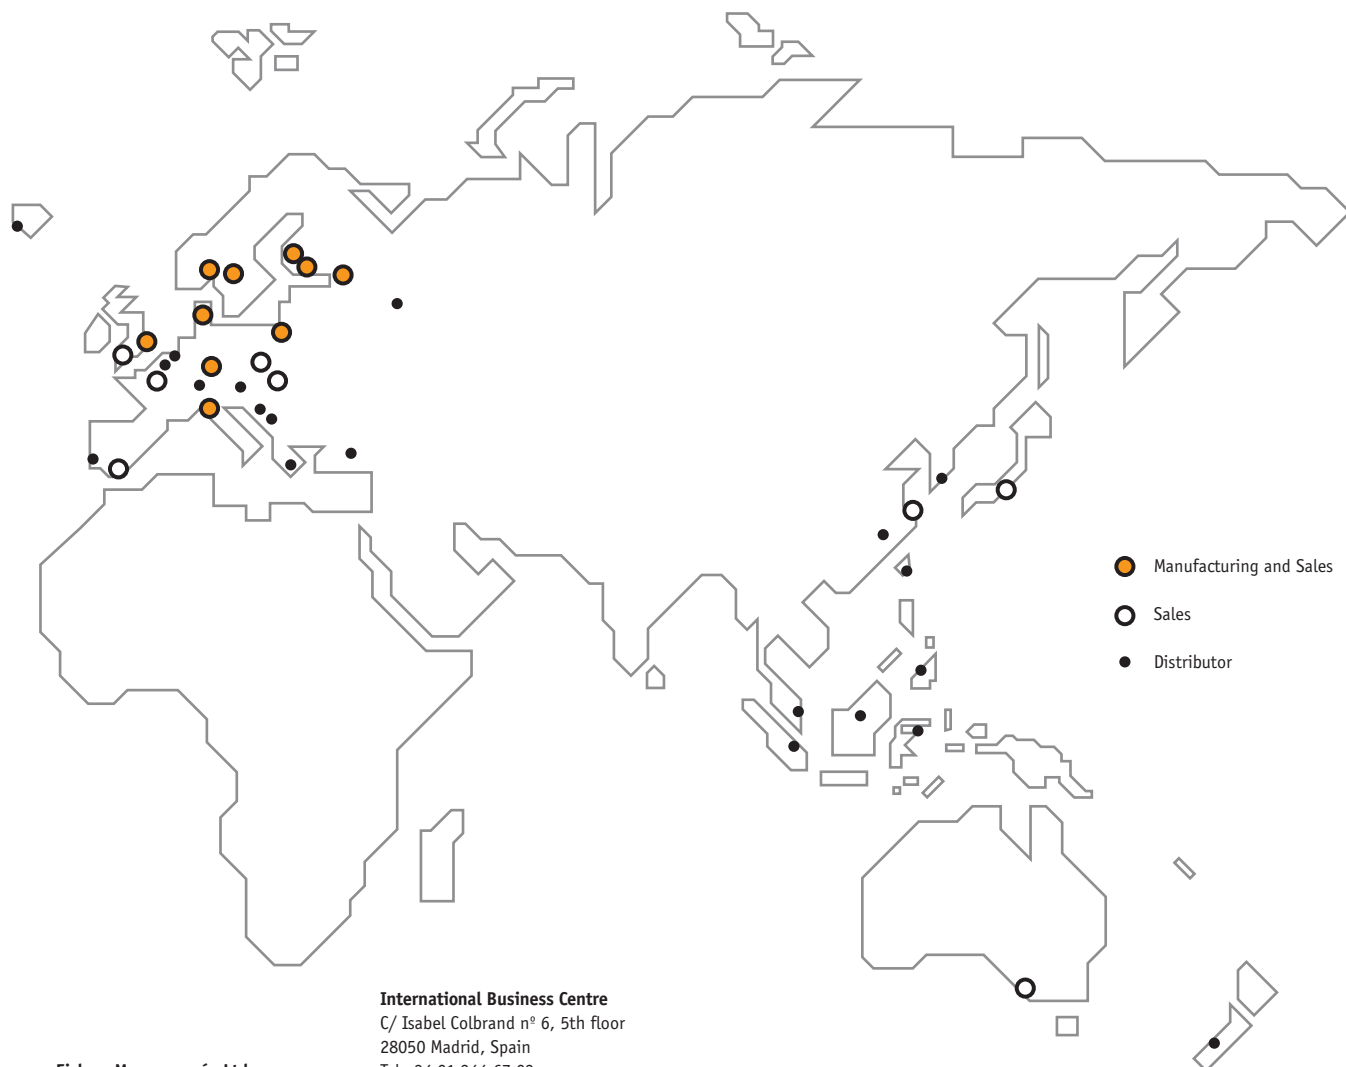 Manufacturing and Sales
Sales
Distributor
International Business Centre
C/ Isabel Colbrand nº 6, 5th floor
28050 Madrid, Spain